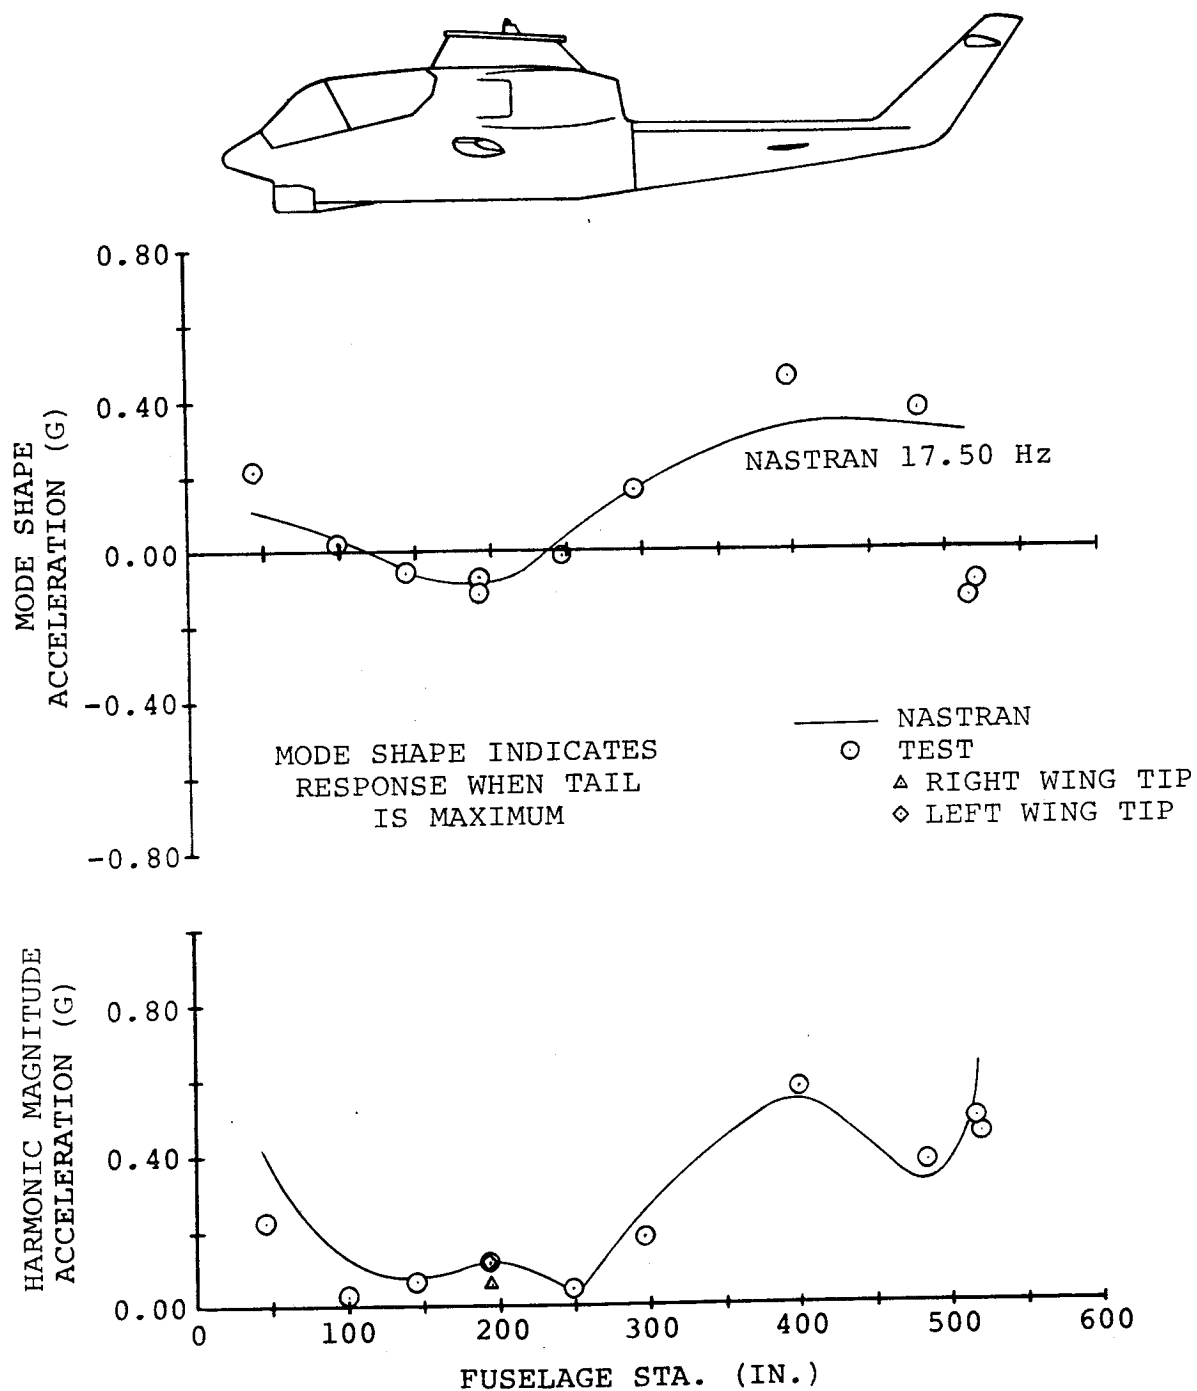 0.80
0.40
0.00
-0.40
-0.80
MODE SHAPE
ACCELERATION (G)
NASTRAN 17.50 Hz
NASTRAN
TEST
RIGHT WING TIP
LEFT WING TIP
MODE SHAPE INDICATES
RESPONSE WHEN TAIL
IS MAXIMUM
HARMONIC MAGNITUDE
ACCELERATION (G)
0.80
0.40
0.00
0 100 200 300 400 500 600
FUSELAGE STA. (IN.)